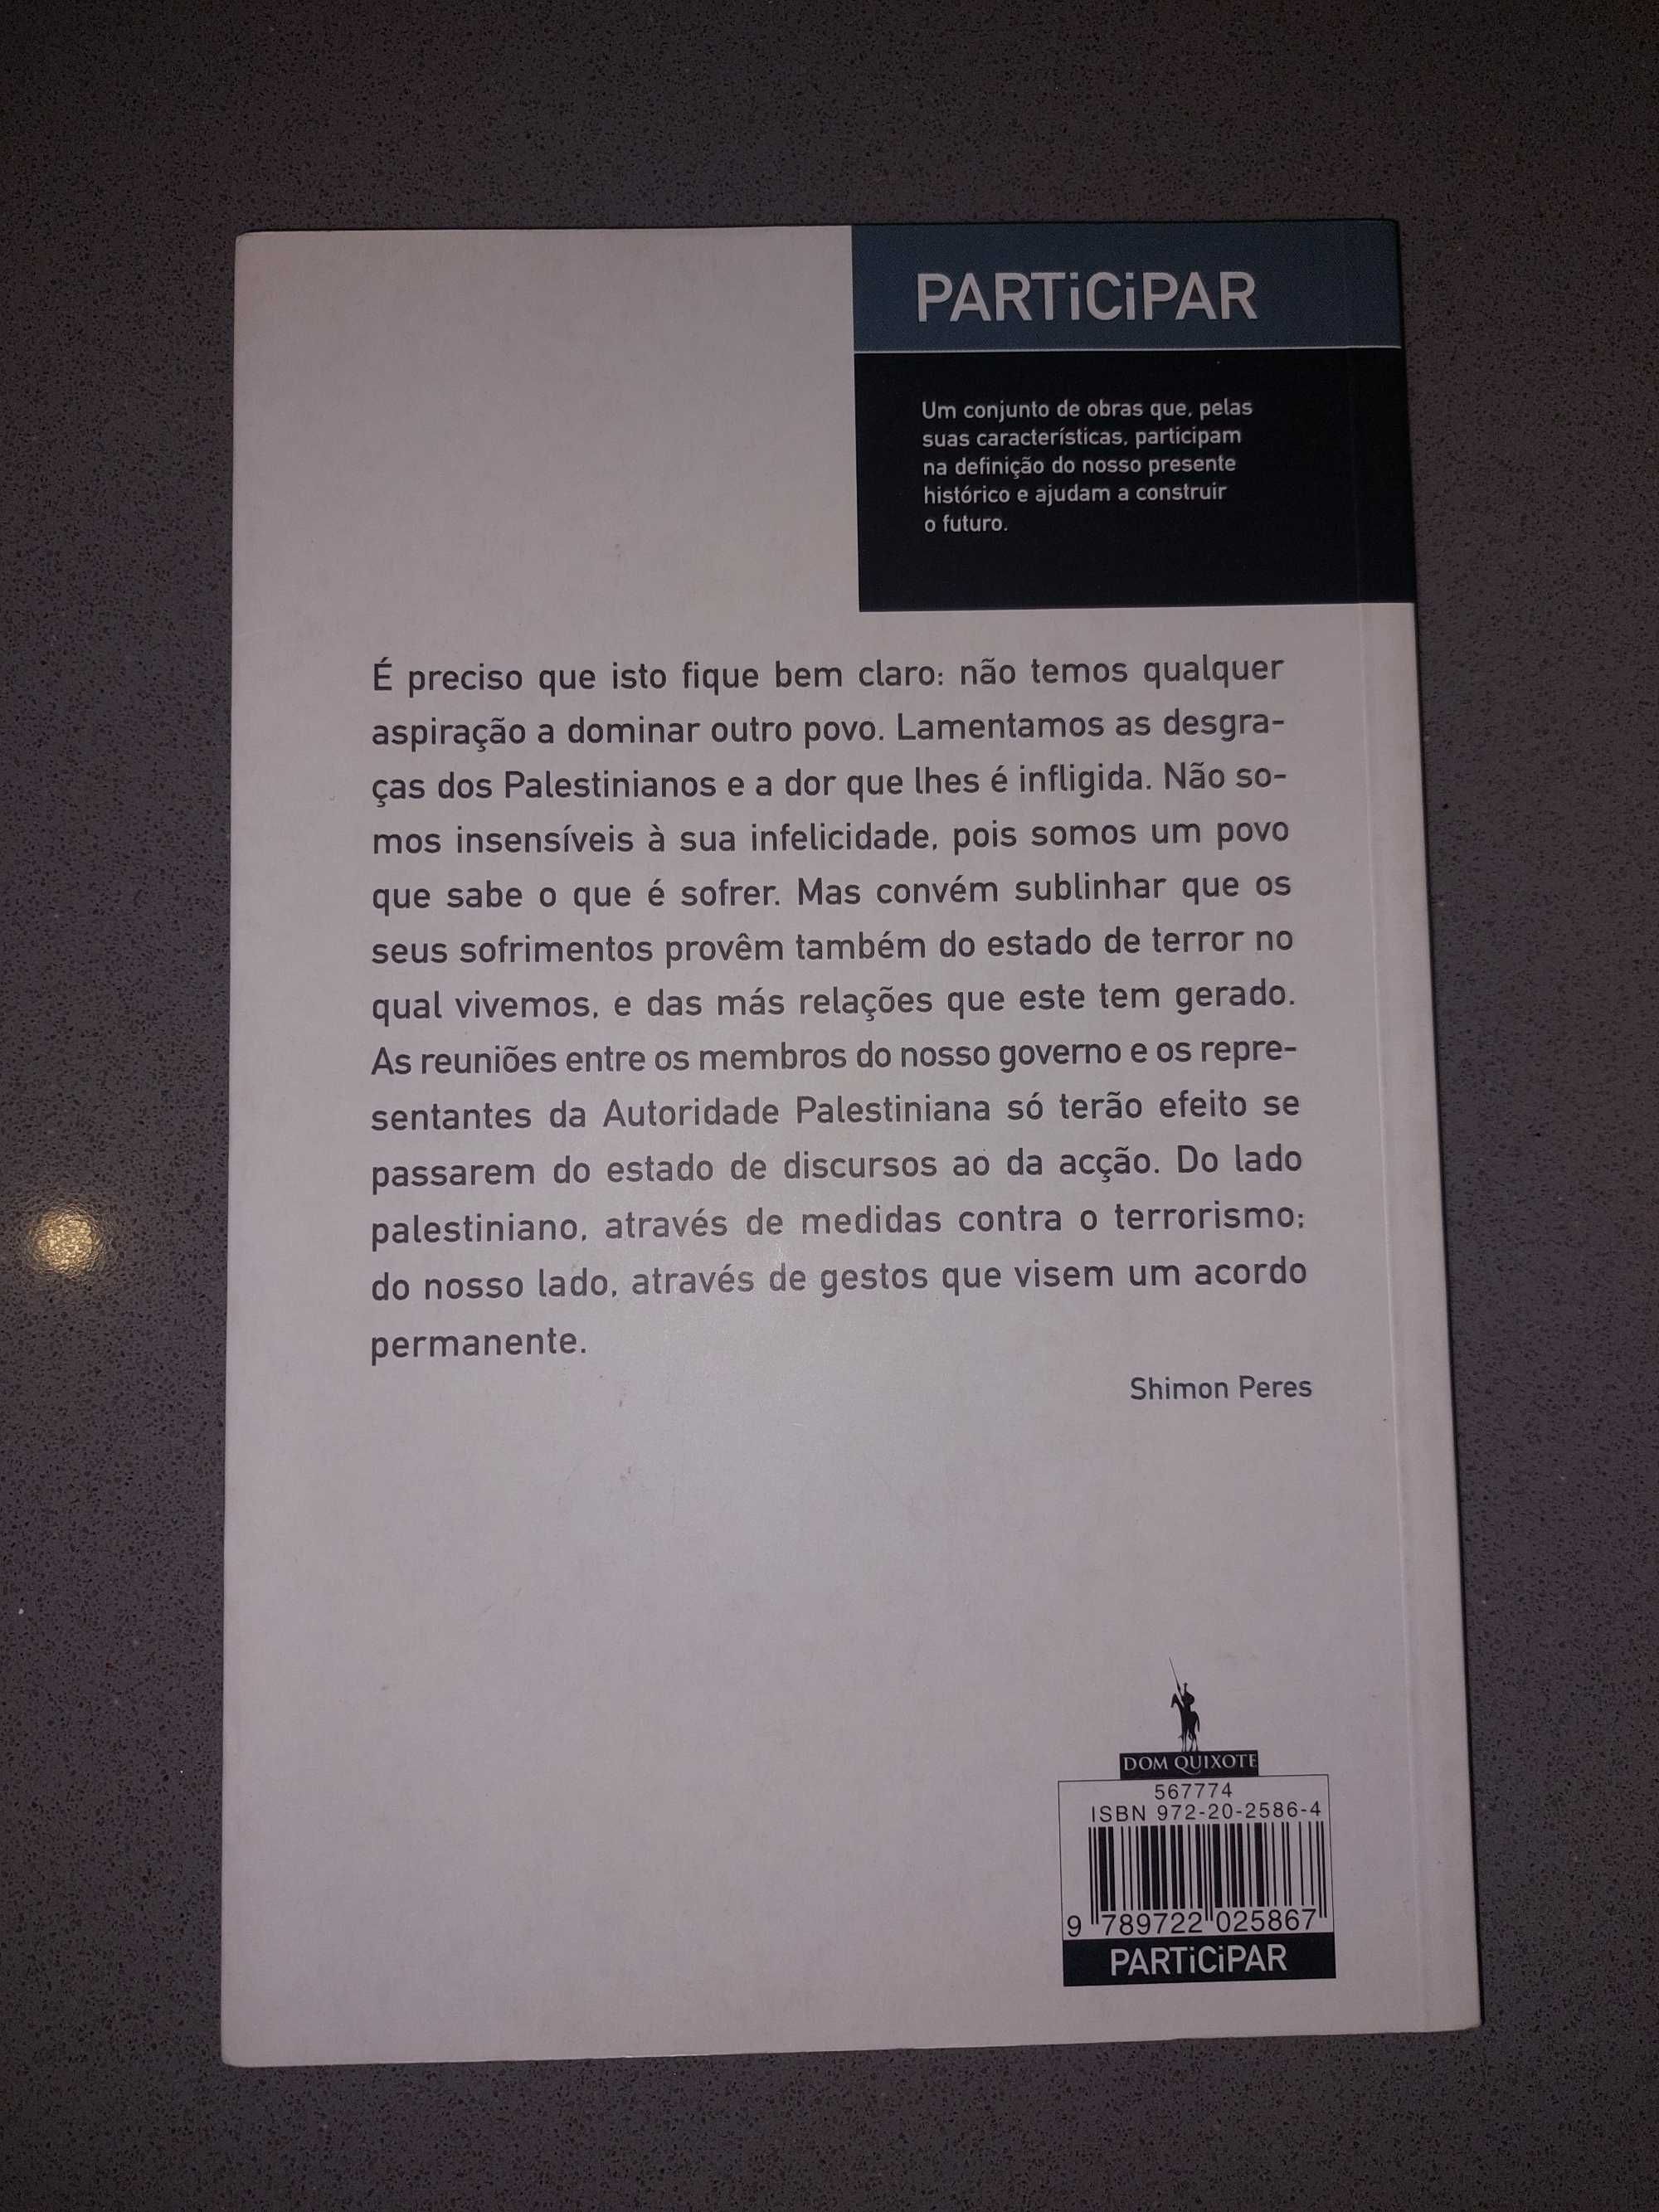 PARTiCiPAR
Um conjunto de obras que, pelas
suas características, participam
na definição do nosso presente
histórico e ajudam a construir
o futuro.
É preciso que isto fique bem claro: não temos qualquer
aspiração a dominar outro povo. Lamentamos as desgra-
ças dos Palestinianos e a dor que lhes é infligida. Não so-
mos insensíveis à sua infelicidade, pois somos um povo
que sabe o que é sofrer. Mas convém sublinhar que os
seus sofrimentos provêm também do estado de terror no
qual vivemos, e das más relações que este tem gerado.
As reuniões entre os membros do nosso governo e os repre-
sentantes da Autoridade Palestiniana só terão efeito se
passarem do estado de discursos ao da acção. Do lado
palestiniano, através de medidas contra o terrorismo;
do nosso lado, através de gestos que visem um acordo
permanente.
Shimon Peres
DOM QUIXOTE
567774
ISBN 972-20-2586-4
9 789722 025867
PARTiCiPAR